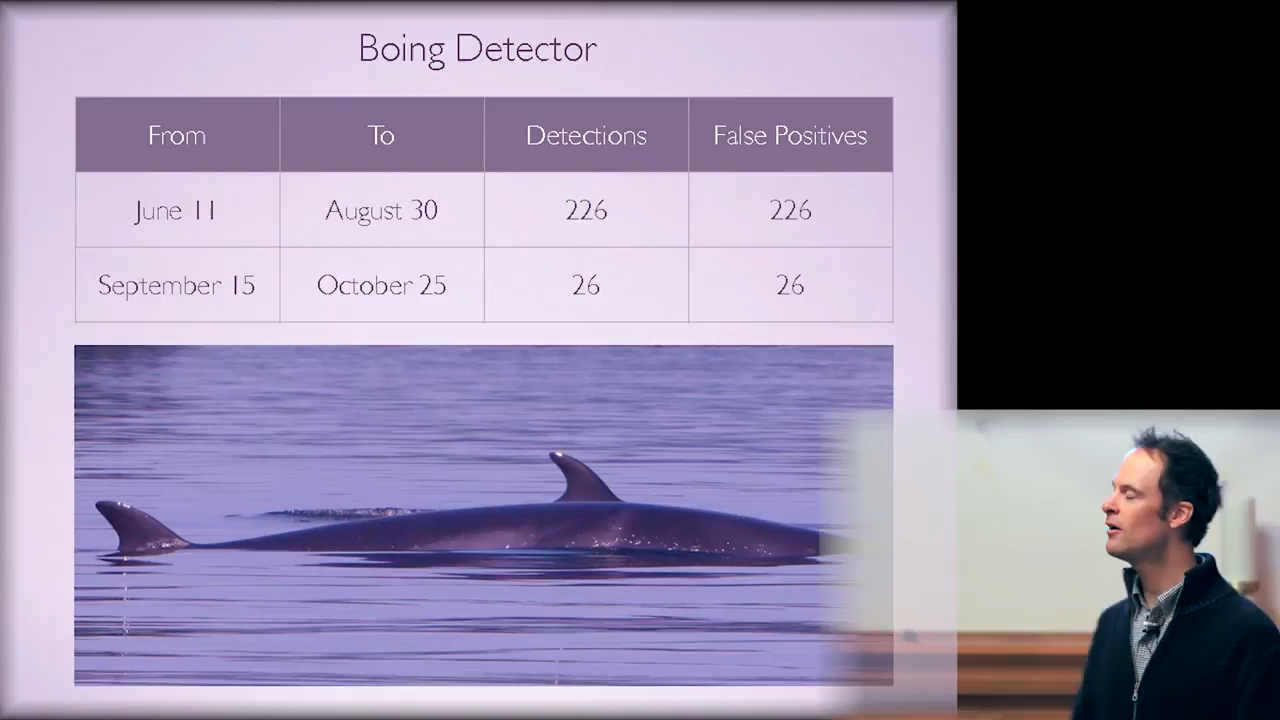 Boing Detector
From To Detections False Positives
June 11 August 30 226 226
September 15 October 25 26 26